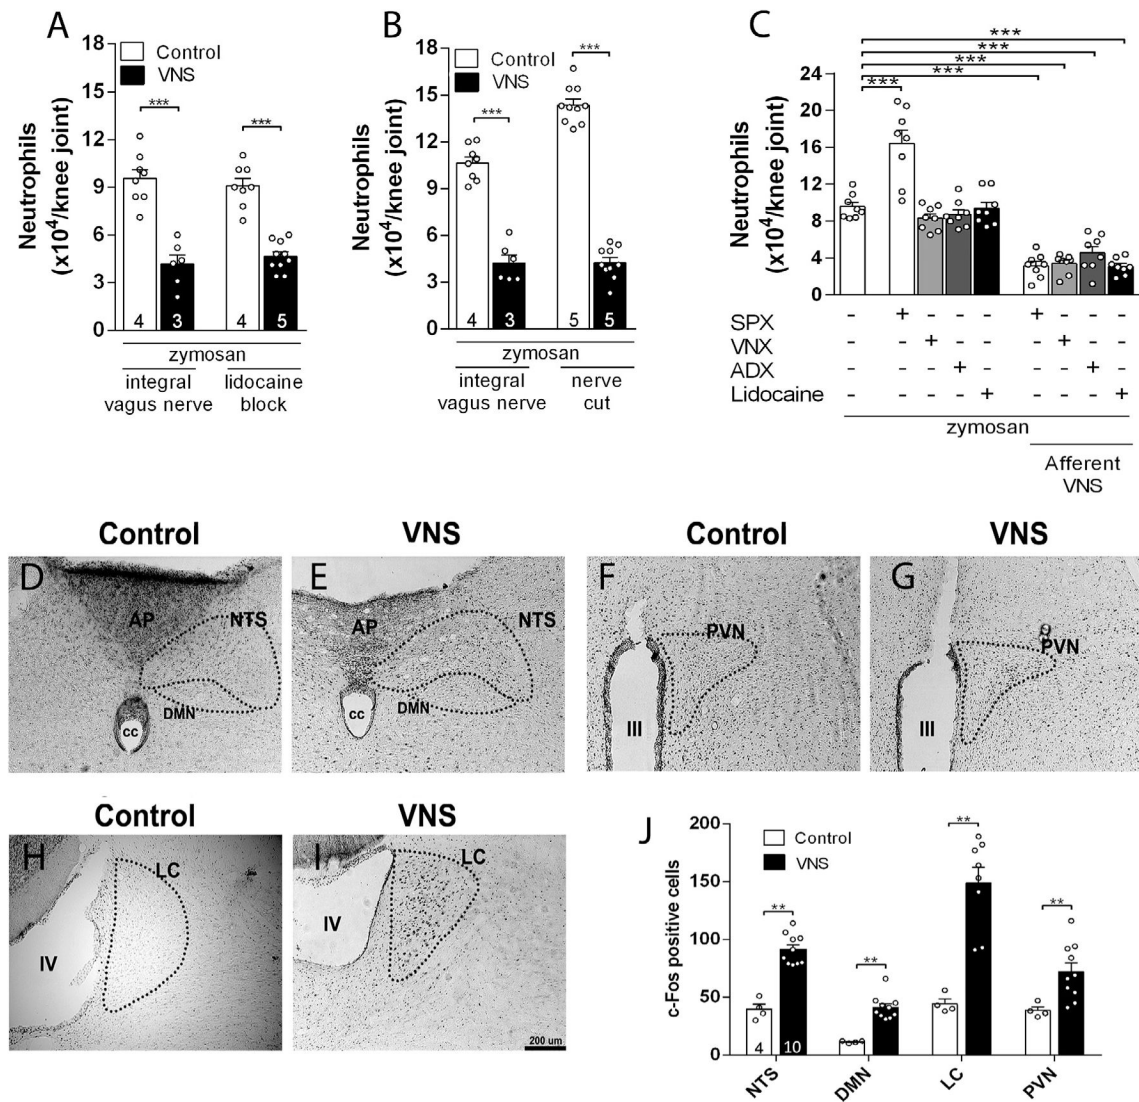 A
18
15
12
9
6
3
0
Neutrophils
(x10⁴/knee joint)
Control
VNS
***
***
4
3
4
5
zymosan
integral
vagus nerve
lidocaine
block
B
18
15
12
9
6
3
0
Neutrophils
(x10⁴/knee joint)
Control
VNS
***
***
4
3
5
5
zymosan
integral
vagus nerve
nerve
cut
C
***
***
***
***
***
24
20
16
12
8
4
0
Neutrophils
(x10⁴/knee joint)
SPX - + - - - + - - -
VNX - - + - - - + - -
ADX - - - + - - - + -
Lidocaine - - - - + - - - +
zymosan
Afferent
VNS
Control
VNS
Control
VNS
D
AP
NTS
DMN
cc
E
AP
NTS
DMN
cc
F
PVN
III
G
PVN
III
Control
VNS
H
LC
IV
I
LC
IV
200 um
J
200
150
100
50
0
c-Fos positive cells
Control
VNS
**
**
**
**
4
10
NTS
DMN
LC
PVN